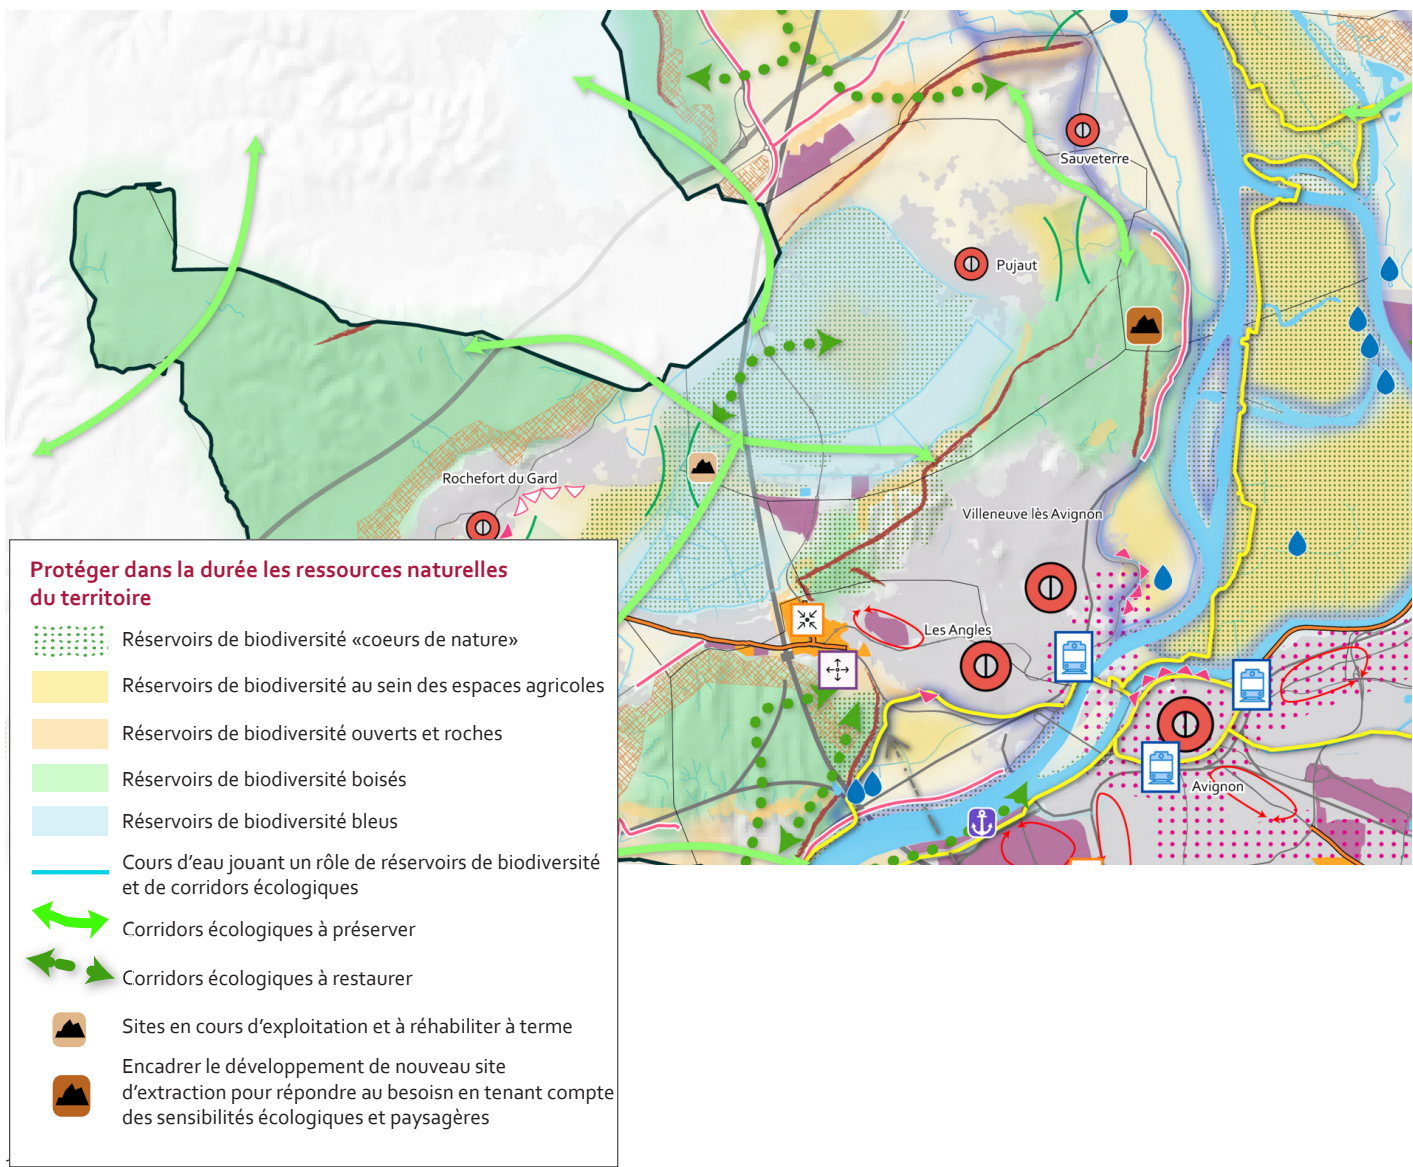 Sauveterre
Pujaut
Rochefort du Gard
Villeneuve lès Avignon
Les Angles
Avignon
Protéger dans la durée les ressources naturelles
du territoire
Réservoirs de biodiversité «coeurs de nature»
Réservoirs de biodiversité au sein des espaces agricoles
Réservoirs de biodiversité ouverts et roches
Réservoirs de biodiversité boisés
Réservoirs de biodiversité bleus
Cours d'eau jouant un rôle de réservoirs de biodiversité
et de corridors écologiques
Corridors écologiques à préserver
Corridors écologiques à restaurer
Sites en cours d'exploitation et à réhabiliter à terme
Encadrer le développement de nouveau site
d'extraction pour répondre au besoisn en tenant compte
des sensibilités écologiques et paysagères